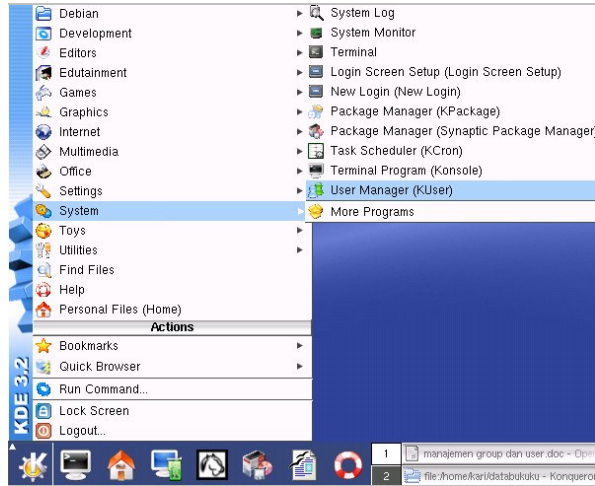 Debian
Development
Editors
Edutainment
Games
Graphics
Internet
Multimedia
Office
Settings
System
Toys
Utilities
Find Files
Help
Personal Files (Home)
Actions
Bookmarks
Quick Browser
Run Command...
Lock Screen
Logout...
KDE 3.2
System Log
System Monitor
Terminal
Login Screen Setup (Login Screen Setup)
New Login (New Login)
Package Manager (KPackage)
Package Manager (Synaptic Package Manager)
Task Scheduler (KCron)
Terminal Program (Konsole)
User Manager (KUser)
More Programs
1
manajemen group dan user.doc - Ope
2
file:/home/kari/databukuku - Konqueror